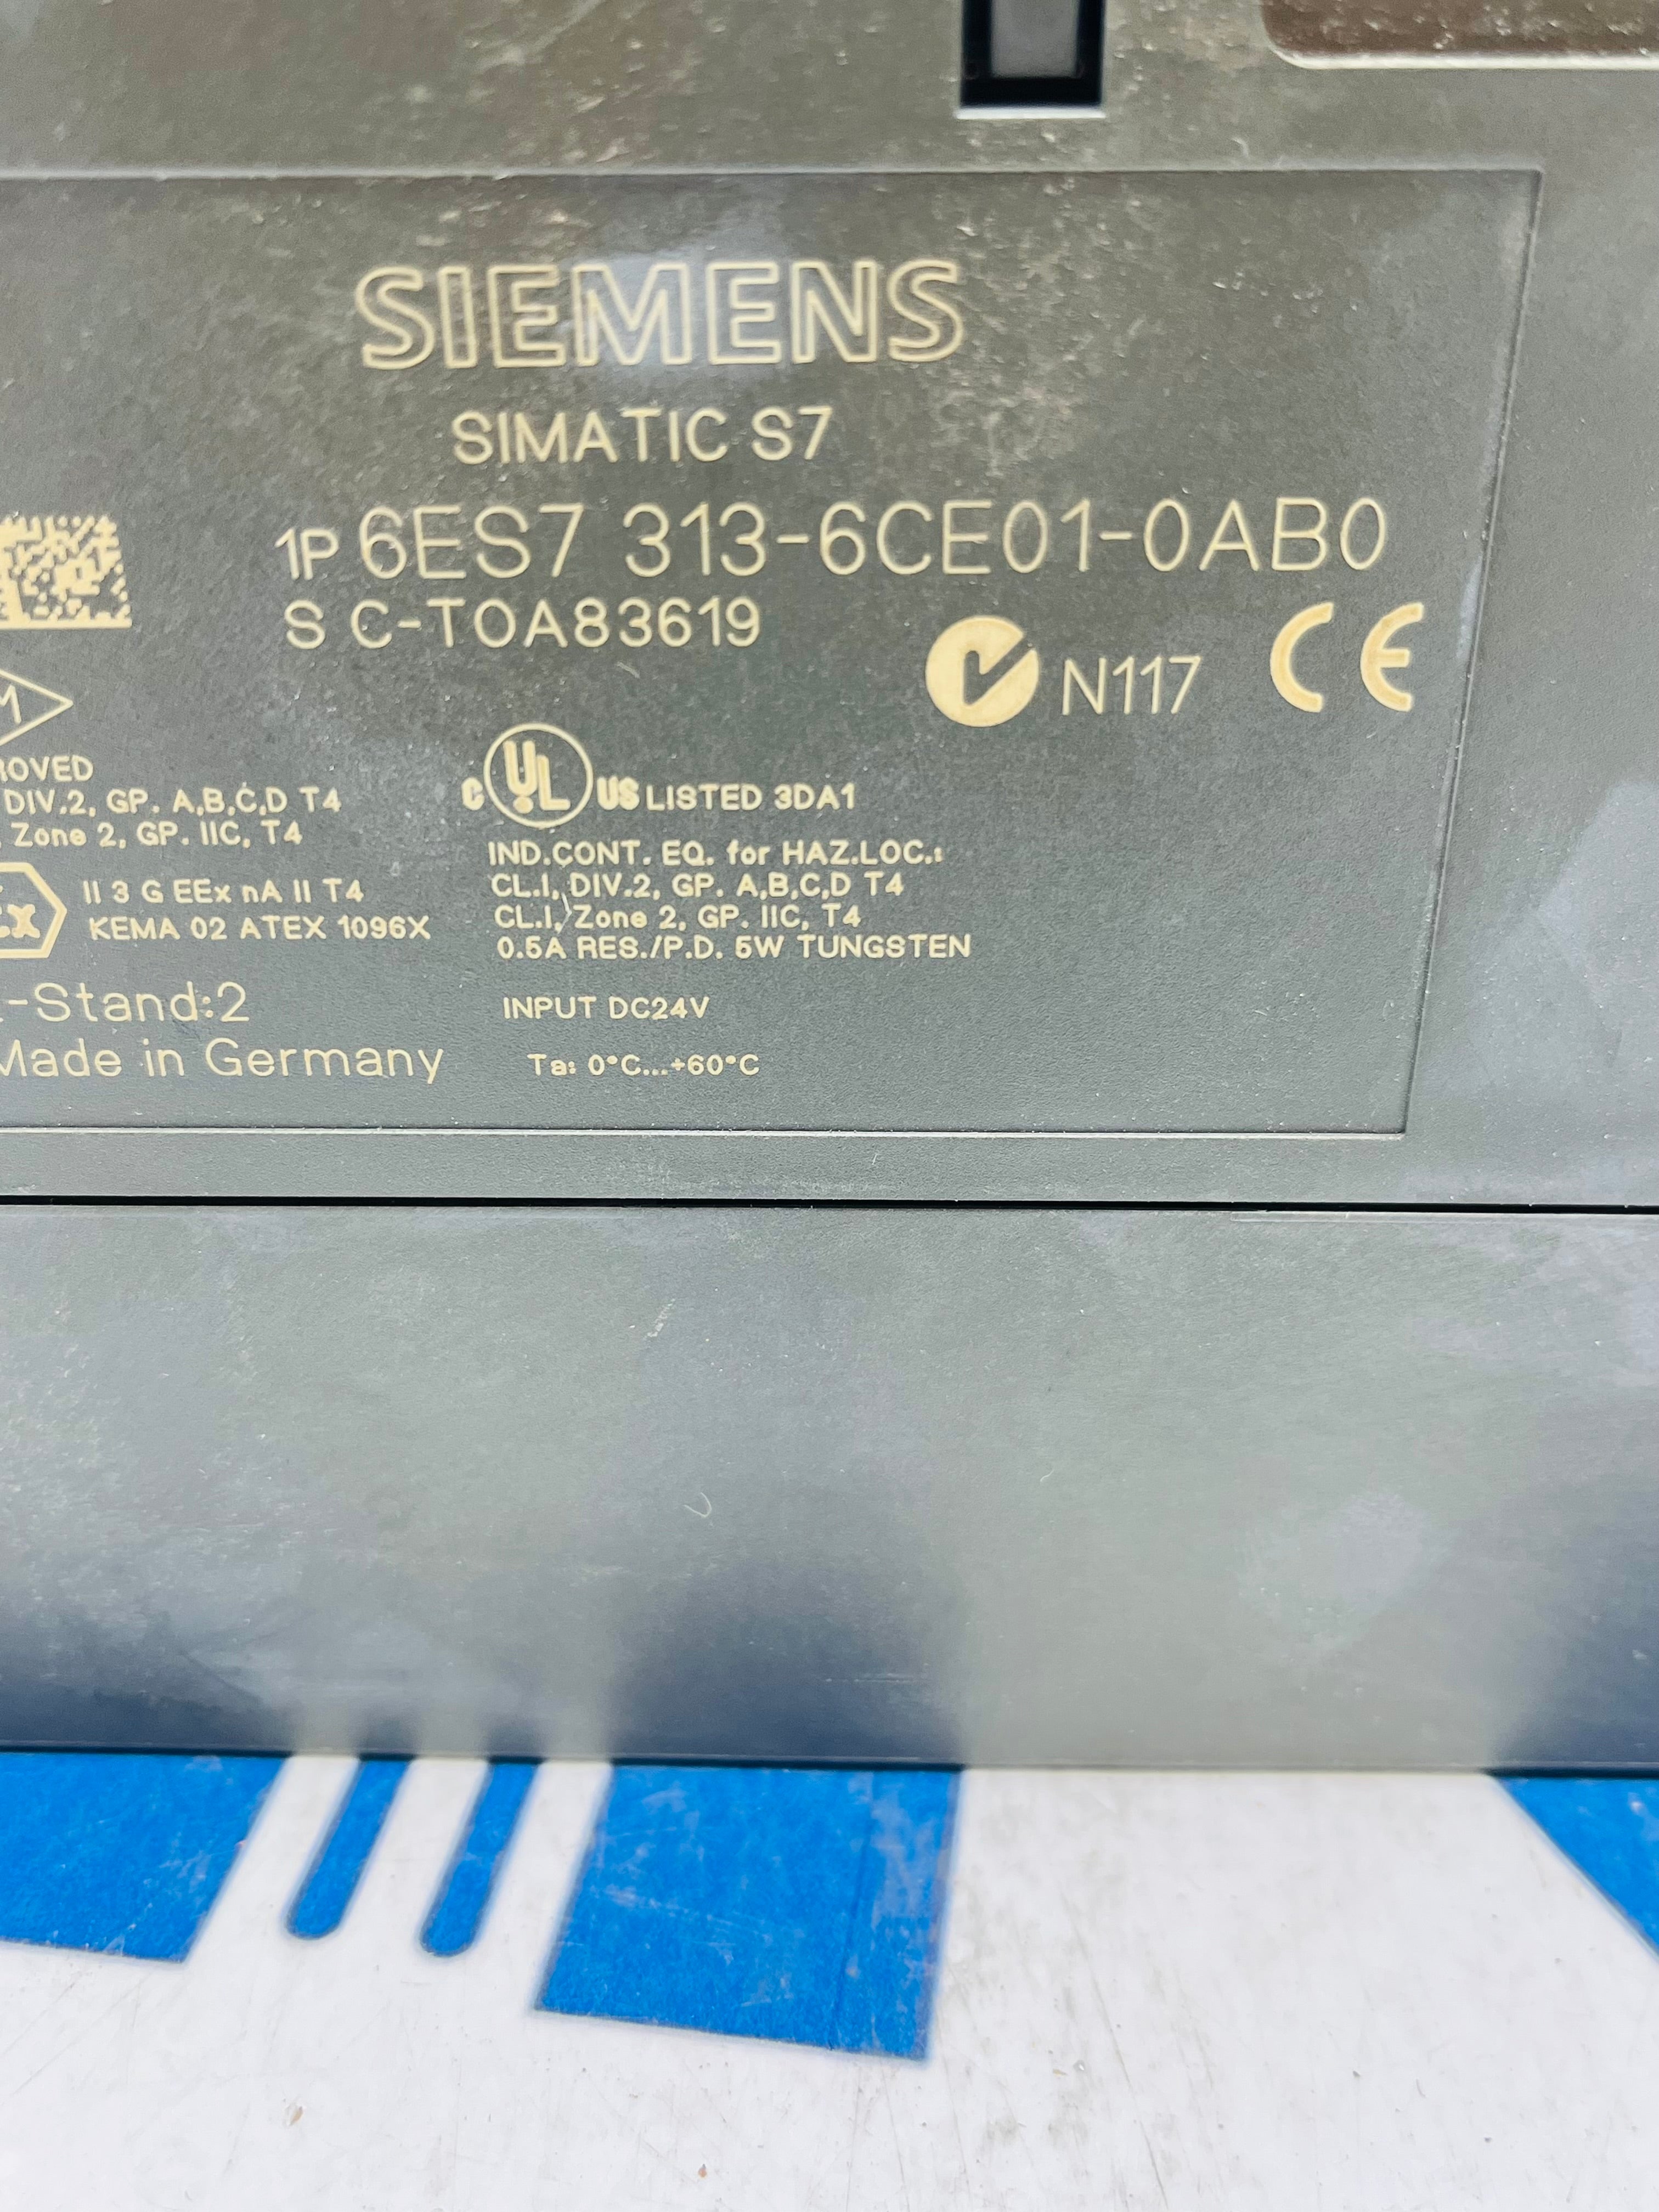 SIEMENS
SIMATIC S7
1P 6ES7 313-6CE01-0AB0
S C-TOA83619
N117 CE
M
DIV.2, GP. A,B,C,D T4
Zone 2, GP. IIC, T4
II 3 G EEx nA II T4
KEMA 02 ATEX 1096X
-Stand:2
Made in Germany
C UL US LISTED 3DA1
IND.CONT. EQ. for HAZ.LOC.:
CL.I, DIV.2, GP. A,B,C,D T4
CL.I, Zone 2, GP. IIC, T4
0.5A RES./P.D. 5W TUNGSTEN
INPUT DC24V
Ta: 0°C...+60°C